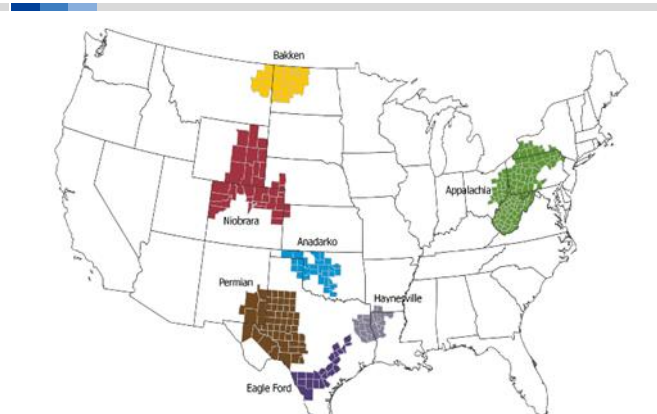 Bakken
Appalachia
Niobrara
Anadarko
Permian
Haynesville
Eagle Ford